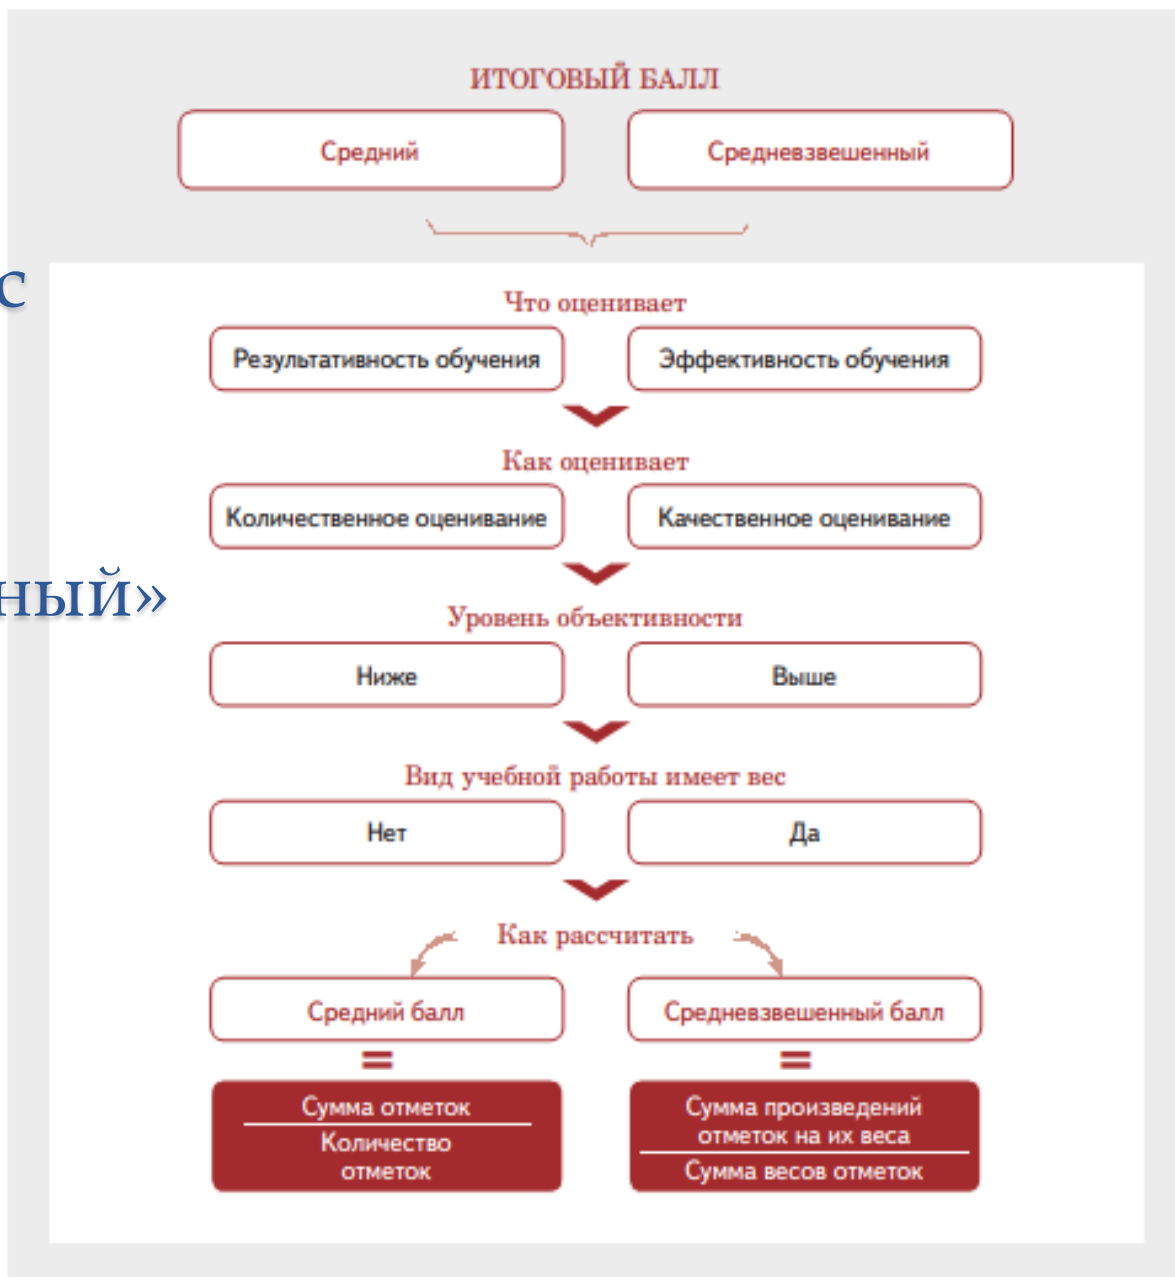 ИТОГОВЫЙ БАЛЛ
Средний
Средневзвешенный
с
Что оценивает
Результативность обучения
Эффективность обучения
Как оценивает
Количественное оценивание
Качественное оценивание
ный»
Уровень объективности
Ниже
Выше
Вид учебной работы имеет вес
Нет
Да
Как рассчитать
Средний балл
Средневзвешенный балл
=
=
Сумма отметок
Количество
отметок
Сумма произведений
отметок на их веса
Сумма весов отметок